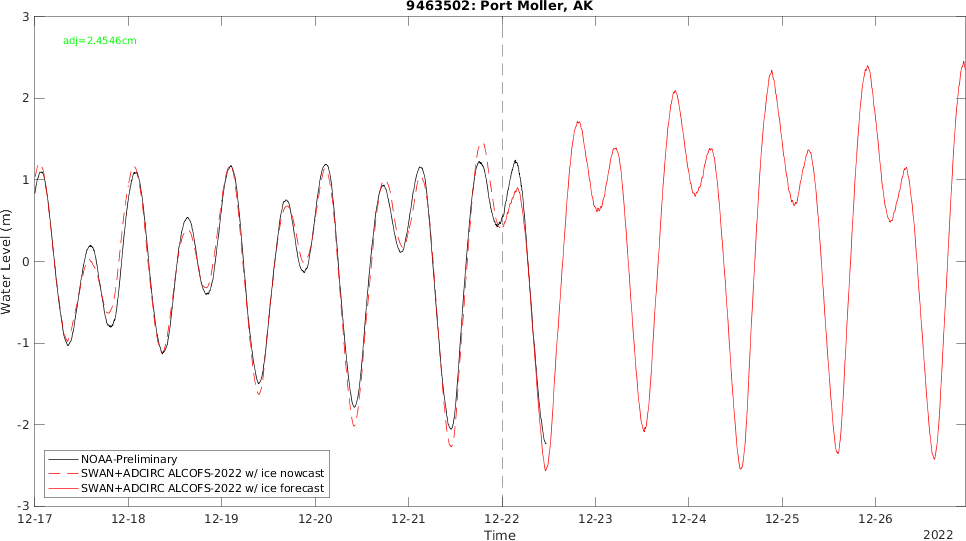 9463502: Port Moller, AK
adj=2.4546cm
3
2
1
0
-1
-2
-3
Water Level (m)
NOAA-Preliminary
SWAN+ADCIRC ALCOFS-2022 w/ ice nowcast
SWAN+ADCIRC ALCOFS-2022 w/ ice forecast
12-17 12-18 12-19 12-20 12-21 12-22 12-23 12-24 12-25 12-26
Time
2022